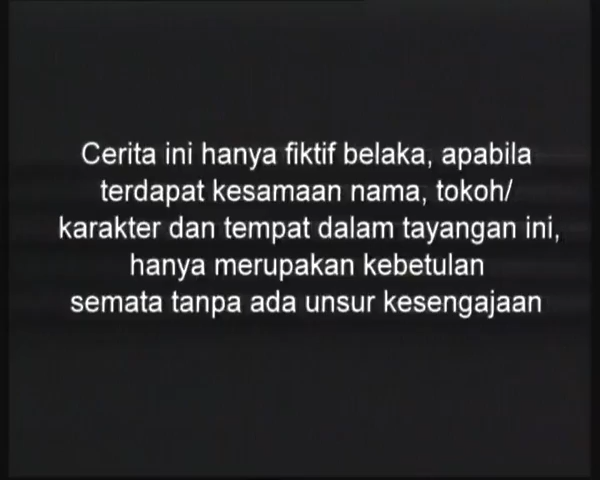 Cerita ini hanya fiktif belaka, apabila
terdapat kesamaan nama, tokoh/
karakter dan tempat dalam tayangan ini,
hanya merupakan kebetulan
semata tanpa ada unsur kesengajaan